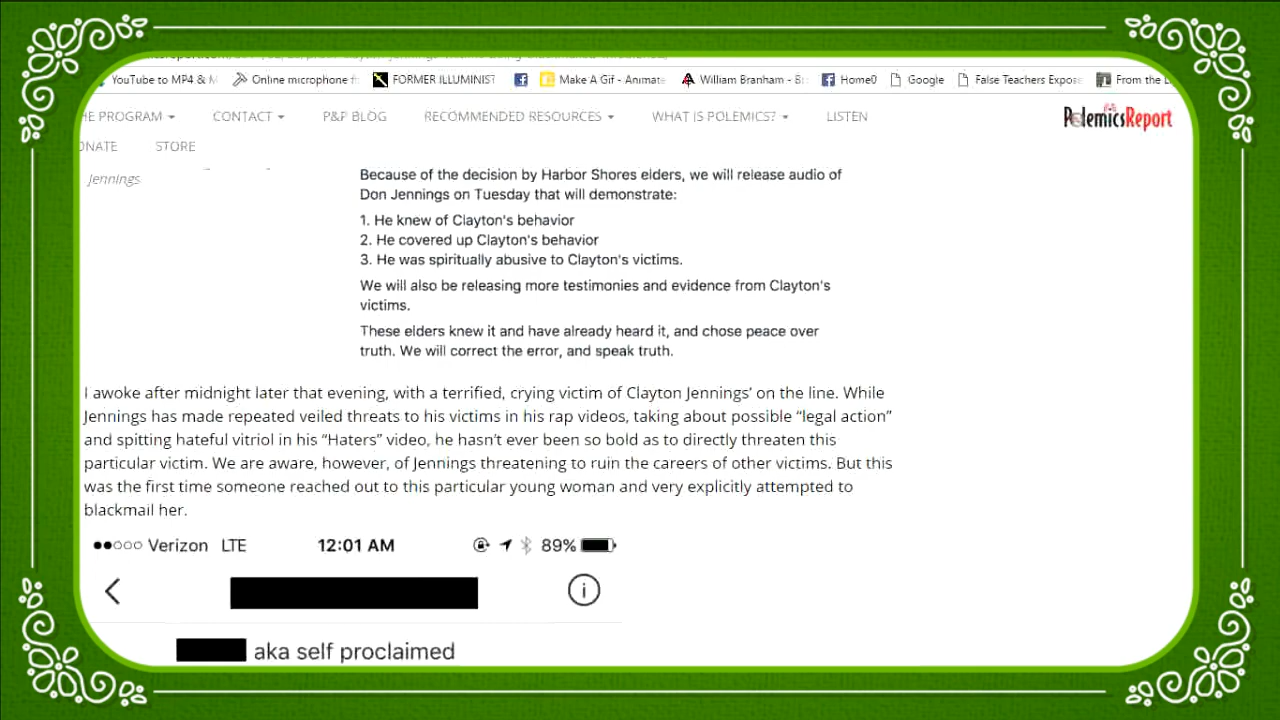 YouTube to MP4 & M Online microphone f FORMER ILLUMINIST Make A Gif - Animate William Branham - B Home0 Google False Teachers Expos From the L
HE PROGRAM CONTACT P&P BLOG RECOMMENDED RESOURCES WHAT IS POLEMICS? LISTEN
PolemicsReport
ONATE STORE
Jennings
Because of the decision by Harbor Shores elders, we will release audio of
Don Jennings on Tuesday that will demonstrate:
1. He knew of Clayton's behavior
2. He covered up Clayton's behavior
3. He was spiritually abusive to Clayton's victims.
We will also be releasing more testimonies and evidence from Clayton's
victims.
These elders knew it and have already heard it, and chose peace over
truth. We will correct the error, and speak truth.
I awoke after midnight later that evening, with a terrified, crying victim of Clayton Jennings’ on the line. While
Jennings has made repeated veiled threats to his victims in his rap videos, taking about possible “legal action”
and spitting hateful vitriol in his “Haters” video, he hasn’t ever been so bold as to directly threaten this
particular victim. We are aware, however, of Jennings threatening to ruin the careers of other victims. But this
was the first time someone reached out to this particular young woman and very explicitly attempted to
blackmail her.
Verizon LTE 12:01 AM 89%
aka self proclaimed